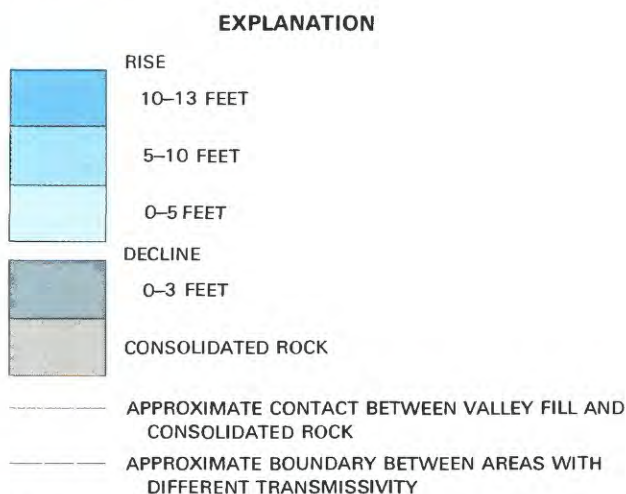 EXPLANATION
RISE
10–13 FEET
5–10 FEET
0–5 FEET
DECLINE
0–3 FEET
CONSOLIDATED ROCK
APPROXIMATE CONTACT BETWEEN VALLEY FILL AND
CONSOLIDATED ROCK
APPROXIMATE BOUNDARY BETWEEN AREAS WITH
DIFFERENT TRANSMISSIVITY